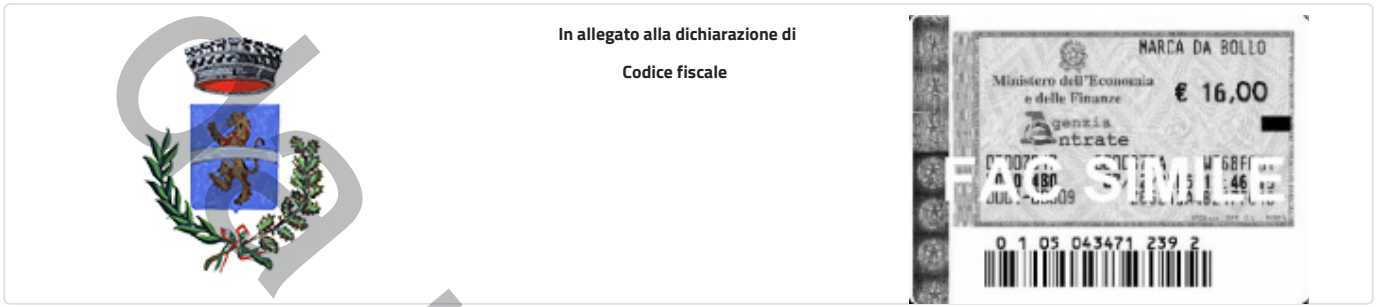 In allegato alla dichiarazione di
Codice fiscale
MARCA DA BOLLO
Ministero dell'Economia
e delle Finanze
€ 16,00
Agenzia
Entrate
FAC SIMILE
0 1 05 043471 239 2